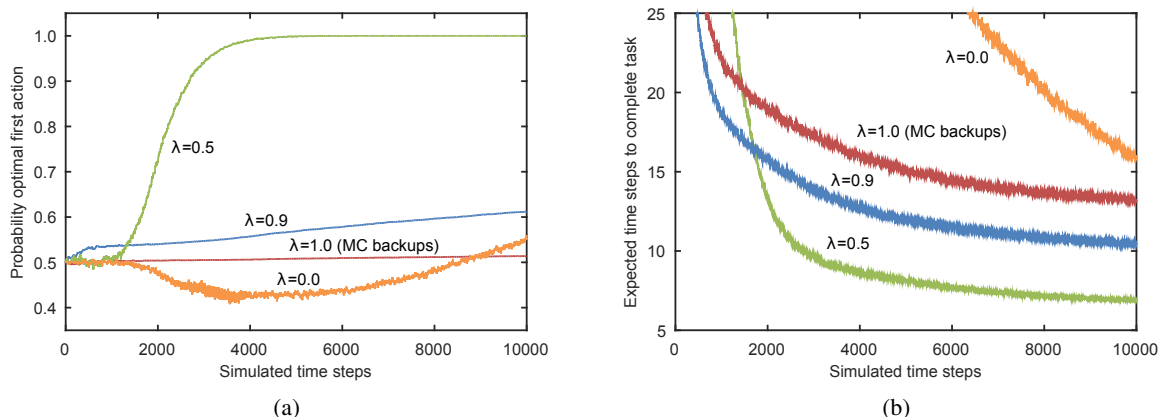 Probability optimal first action
1.0
0.9
0.8
0.7
0.6
0.5
0.4
λ=0.5
λ=0.9
λ=1.0 (MC backups)
λ=0.0
0 2000 4000 6000 8000 10000
Simulated time steps
(a)
Expected time steps to complete task
25
20
15
10
5
λ=0.0
λ=1.0 (MC backups)
λ=0.9
λ=0.5
0 2000 4000 6000 8000 10000
Simulated time steps
(b)